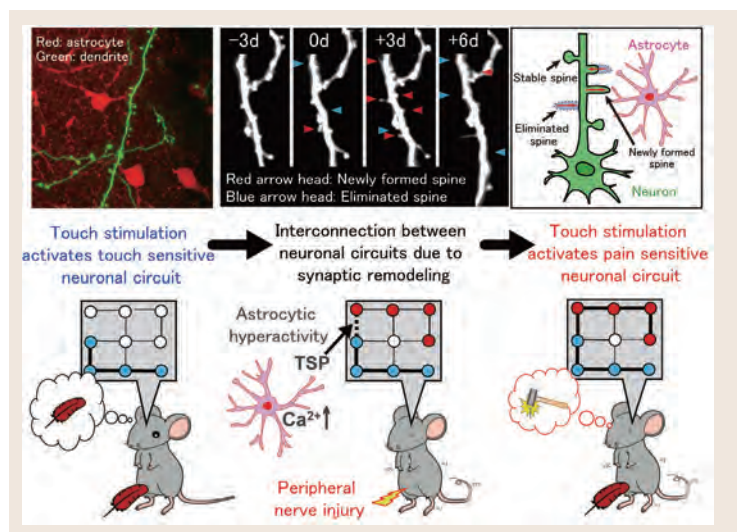 Red: astrocyte
Green: dendrite
-3d
0d
+3d
+6d
Red arrow head: Newly formed spine
Blue arrow head: Eliminated spine
Astrocyte
Stable spine
Eliminated
spine
Newly formed
spine
Neuron
Touch stimulation
activates touch sensitive
neuronal circuit
Interconnection between
neuronal circuits due to
synaptic remodeling
Touch stimulation
activates pain sensitive
neuronal circuit
Astrocytic
hyperactivity
TSP
Ca²⁺↑
Peripheral
nerve injury